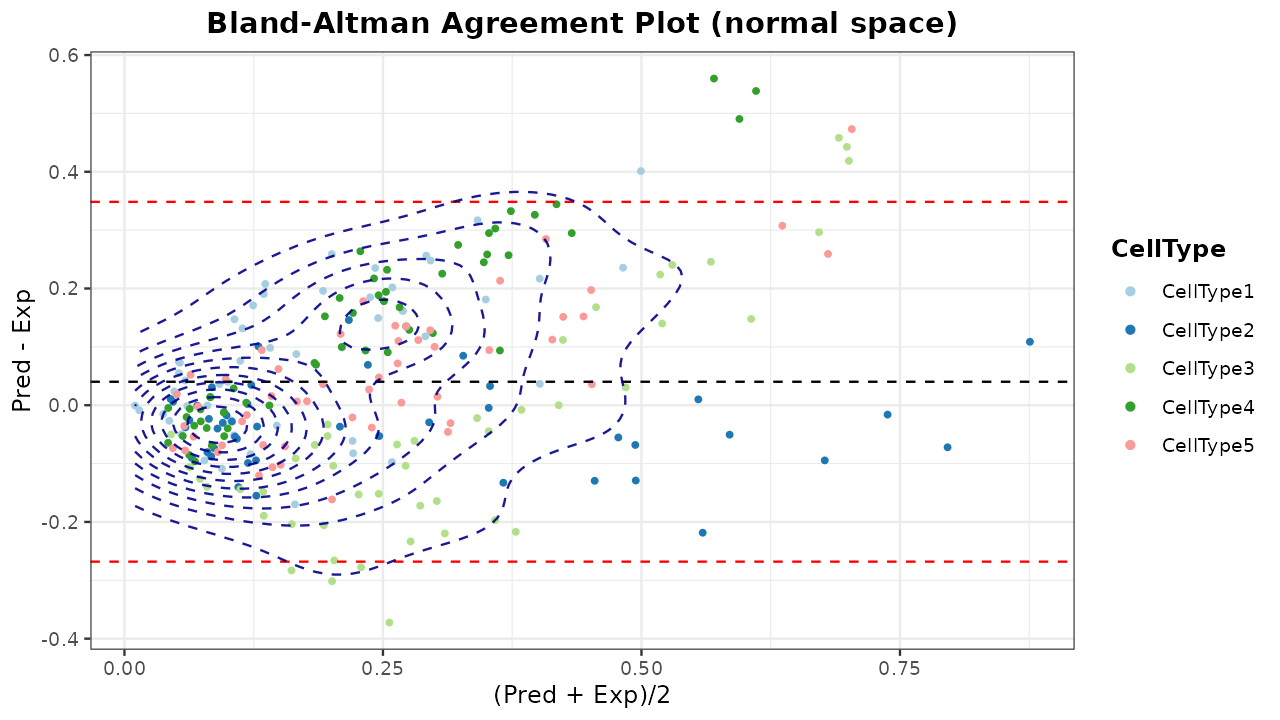 Bland-Altman Agreement Plot (normal space)
0.6
0.4
0.2
0.0
-0.2
-0.4
Pred - Exp
0.00
0.25
0.50
0.75
(Pred + Exp)/2
CellType
CellType1
CellType2
CellType3
CellType4
CellType5